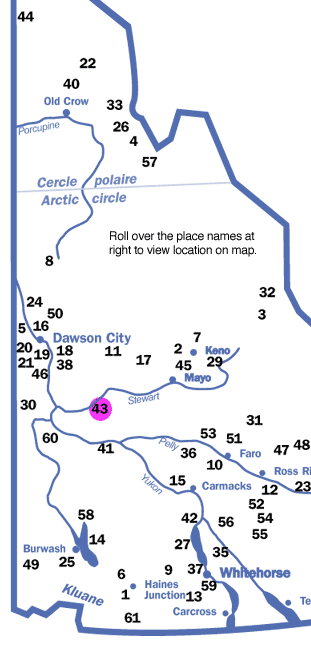 44
22
40
Old Crow
33
Porcupine
26
4
57
Cercle polaire
Arctic circle
Roll over the place names at
right to view location on map.
8
32
24
3
50
5 16
Dawson City
7
20 19 18 11 2 Keno
21 38 17 45 29
46 Mayo
Stewart
30 43
31
60 53 51
Pelly
41 36 Faro 47 48
10
Ross Ri
Yukon
15 Carmacks 12 23
52
58 42 56 54
14 55
27 35
Burwash
49 25 9 37 Whitehorse
6
Kluane
Haines
Junction
59
1 13
Te
Carcross
61